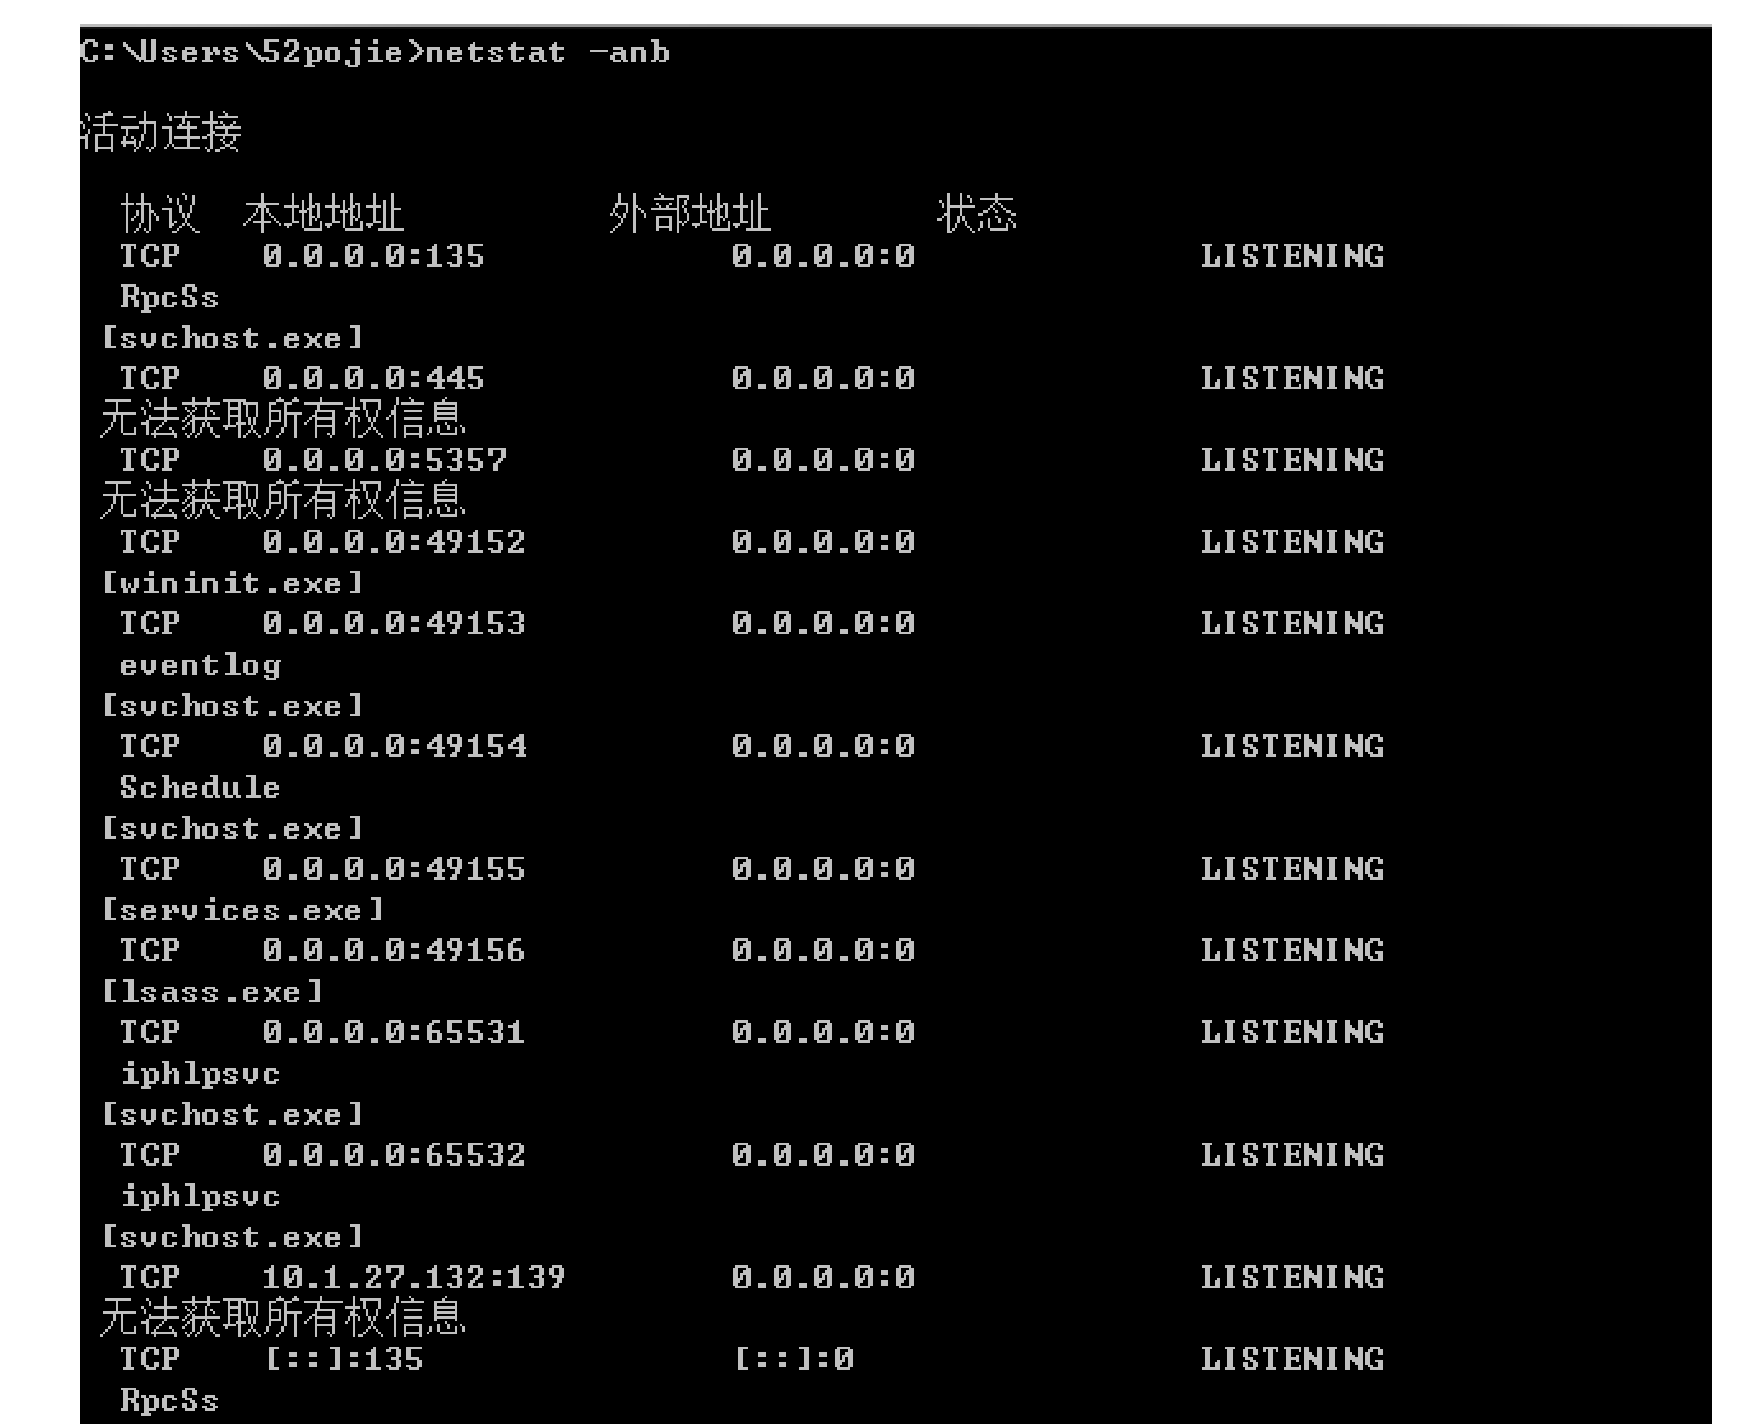 C:\Users\52pojie>netstat -anb
活动连接
协议 本地地址 外部地址 状态
TCP 0.0.0.0:135 0.0.0.0:0 LISTENING
RpcSs
[svchost.exe]
TCP 0.0.0.0:445 0.0.0.0:0 LISTENING
无法获取所有权信息
TCP 0.0.0.0:5357 0.0.0.0:0 LISTENING
无法获取所有权信息
TCP 0.0.0.0:49152 0.0.0.0:0 LISTENING
[wininit.exe]
TCP 0.0.0.0:49153 0.0.0.0:0 LISTENING
eventlog
[svchost.exe]
TCP 0.0.0.0:49154 0.0.0.0:0 LISTENING
Schedule
[svchost.exe]
TCP 0.0.0.0:49155 0.0.0.0:0 LISTENING
[services.exe]
TCP 0.0.0.0:49156 0.0.0.0:0 LISTENING
[lsass.exe]
TCP 0.0.0.0:65531 0.0.0.0:0 LISTENING
iphlpsvc
[svchost.exe]
TCP 0.0.0.0:65532 0.0.0.0:0 LISTENING
iphlpsvc
[svchost.exe]
TCP 10.1.27.132:139 0.0.0.0:0 LISTENING
无法获取所有权信息
TCP [::]:135 [::]:0 LISTENING
RpcSs